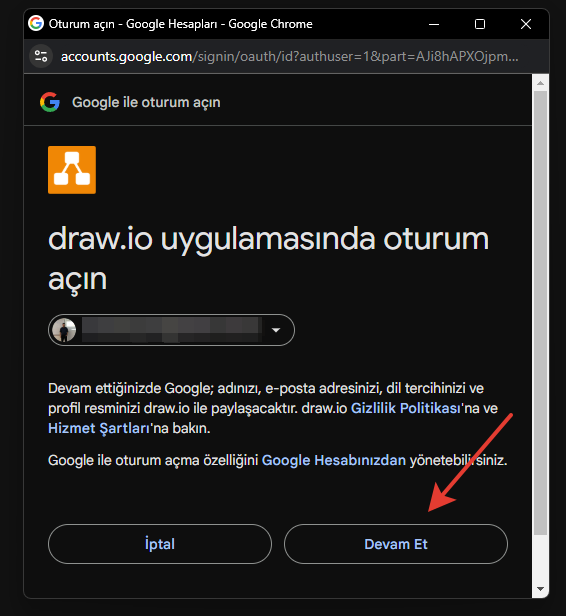 Oturum açın - Google Hesapları - Google Chrome
accounts.google.com/signin/oauth/id?authuser=1&part=AJi8hAPXOjpm...
Google ile oturum açın
draw.io uygulamasında oturum
açın
Devam ettiğinizde Google; adınızı, e-posta adresinizi, dil tercihinizi ve
profil resminizi draw.io ile paylaşacaktır. draw.io Gizlilik Politikası'na ve
Hizmet Şartları'na bakın.
Google ile oturum açma özelliğini Google Hesabınızdan yönetebilirsiniz.
İptal
Devam Et